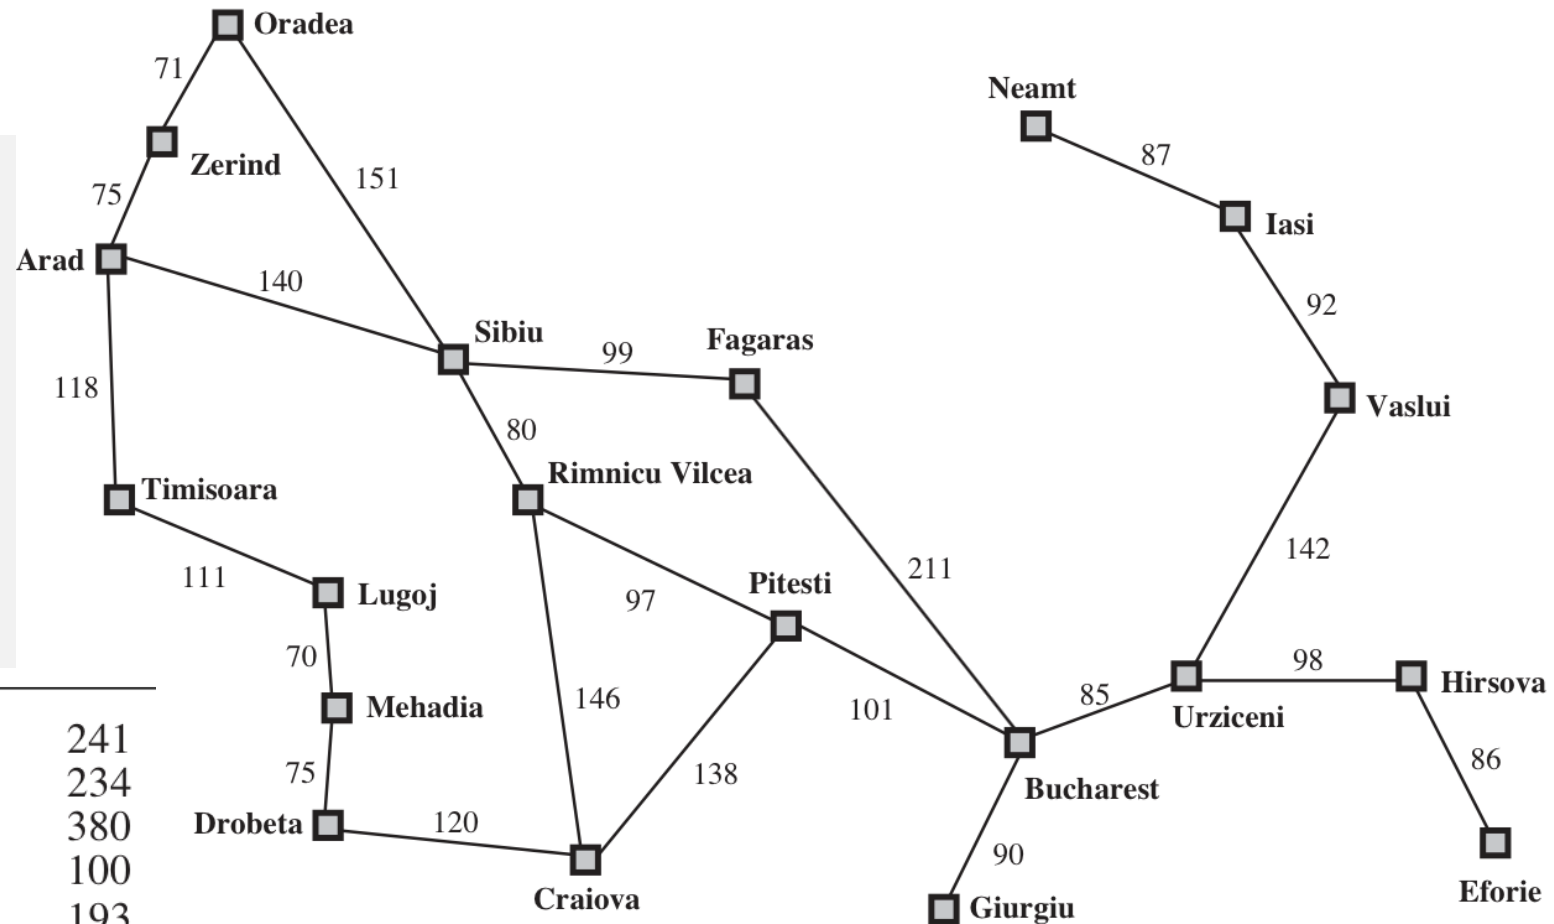 Oradea
71
Neamt
87
Zerind
151
75
Iasi
Arad
140
92
Sibiu
Fagaras
99
118
Vaslui
80
Rimnicu Vilcea
Timisoara
142
211
111
Pitesti
Lugoj
97
70
98
Hirsova
Mehadia
146
101
85
Urziceni
241
138
86
75
234
Bucharest
Drobeta
120
380
90
100
Craiova
Eforie
193
Giurgiu